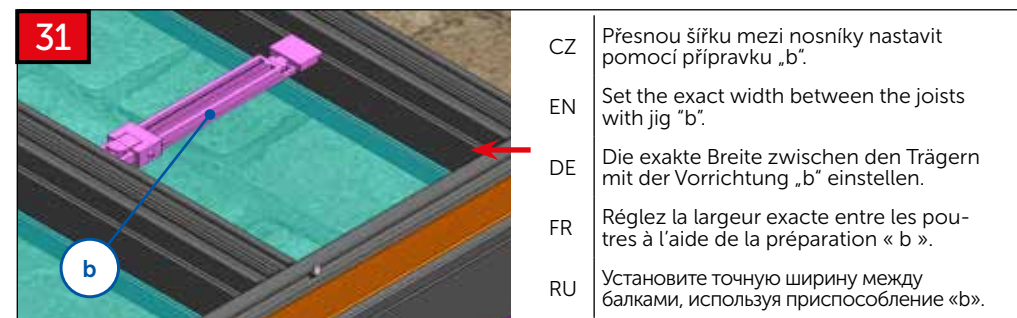 31
b
CZ
Přesnou šířku mezi nosníky nastavit
pomocí přípravku „b“.
EN
Set the exact width between the joists
with jig “b”.
DE
Die exakte Breite zwischen den Trägern
mit der Vorrichtung „b“ einstellen.
FR
Réglez la largeur exacte entre les pou-
tres à l’aide de la préparation « b ».
RU
Установите точную ширину между
балками, используя приспособление «b».